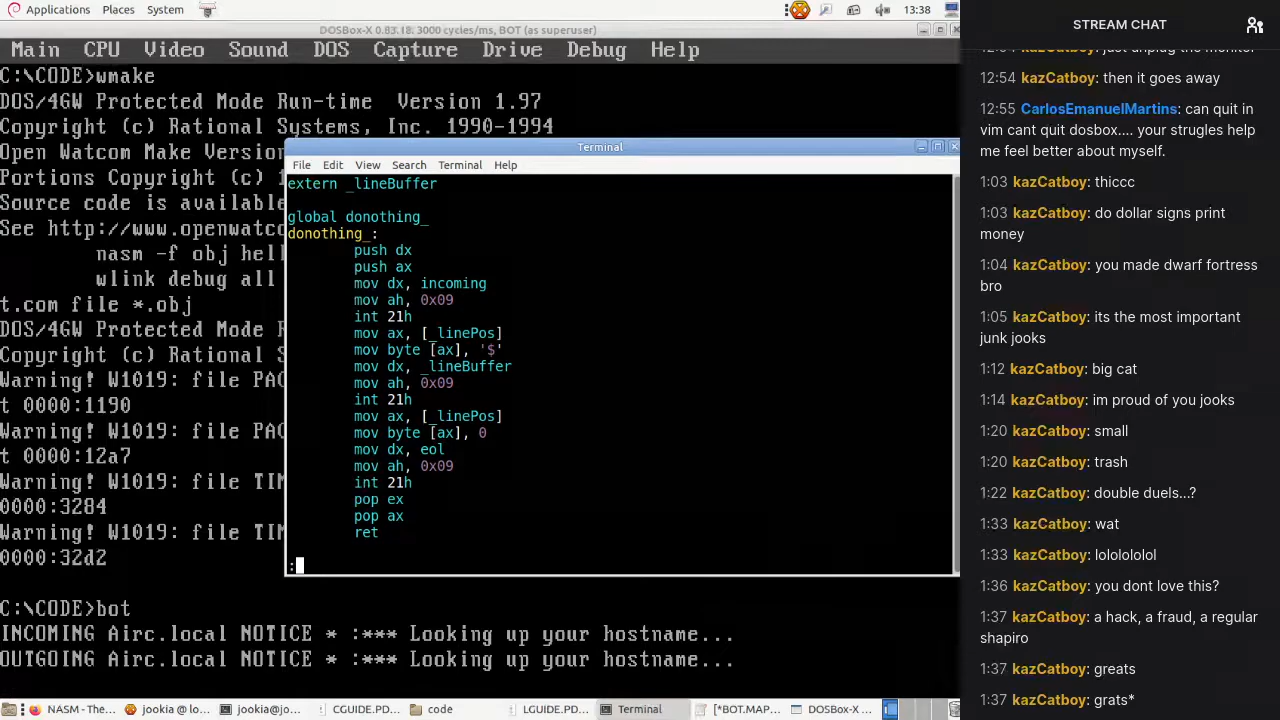 Applications Places System 13:38
DOSBox-X 0.83.18. 3000 cycles/ms, BOT (as superuser)
Main CPU Video Sound DOS Capture Drive Debug Help
C:\CODE>wmake
DOS/4GW Protected Mode Run-time Version 1.97
Copyright (c) Rational Systems, Inc. 1990-1994
Open Watcom Make Version
Portions Copyright (c) 1
Source code is available
See http://www.openwatco
nasm -f obj hell
wlink debug all
t.com file *.obj
DOS/4GW Protected Mode R
Copyright (c) Rational S
Warning! W1019: file PAC
t 0000:1190
Warning! W1019: file PAC
t 0000:12a7
Warning! W1019: file TIM
0000:3284
Warning! W1019: file TIM
0000:32d2
C:\CODE>bot
INCOMING Airc.local NOTICE * :*** Looking up your hostname...
OUTGOING Airc.local NOTICE * :*** Looking up your hostname...
Terminal
File Edit View Search Terminal Help
extern _lineBuffer
global donothing_
donothing_:
push dx
push ax
mov dx, incoming
mov ah, 0x09
int 21h
mov ax, [_linePos]
mov byte [ax], '$'
mov dx, _lineBuffer
mov ah, 0x09
int 21h
mov ax, [_linePos]
mov byte [ax], 0
mov dx, eol
mov ah, 0x09
int 21h
pop ex
pop ax
ret
:
NASM - The... jookia @ lo... jookia@jo... CGUIDE.PD... code LGUIDE.PD... Terminal [*BOT.MAP... DOSBox-X ...
STREAM CHAT
12:54 kazCatboy: then it goes away
12:55 CarlosEmanuelMartins: can quit in
vim cant quit dosbox.... your strugles help
me feel better about myself.
1:03 kazCatboy: thiccc
1:03 kazCatboy: do dollar signs print
money
1:04 kazCatboy: you made dwarf fortress
bro
1:05 kazCatboy: its the most important
junk jooks
1:12 kazCatboy: big cat
1:14 kazCatboy: im proud of you jooks
1:20 kazCatboy: small
1:20 kazCatboy: trash
1:22 kazCatboy: double duels...?
1:33 kazCatboy: wat
1:33 kazCatboy: lolololol
1:36 kazCatboy: you dont love this?
1:37 kazCatboy: a hack, a fraud, a regular
shapiro
1:37 kazCatboy: greats
1:37 kazCatboy: grats*